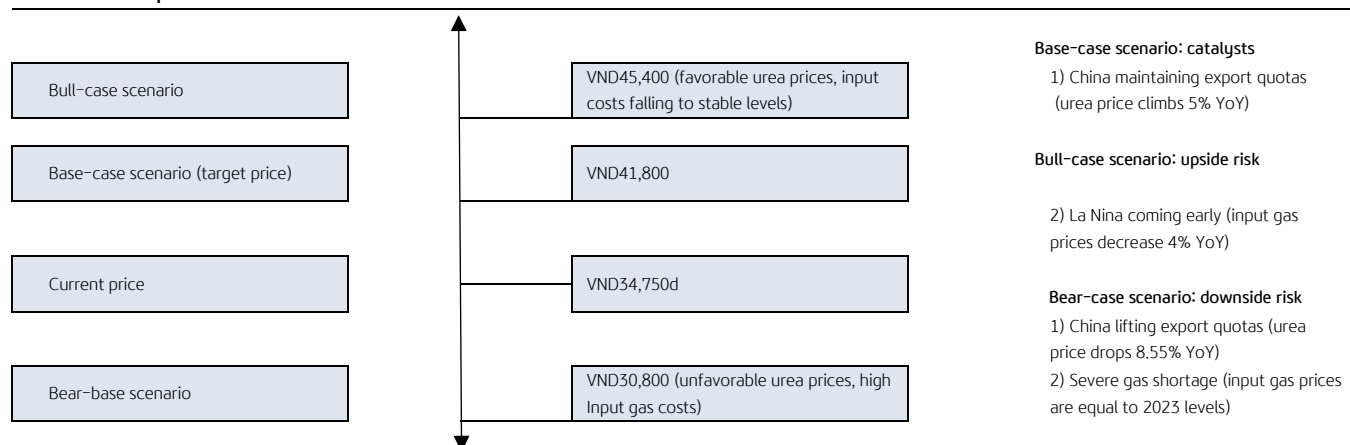 Bull-case scenario
VND45,400 (favorable urea prices, input
costs falling to stable levels)
Base-case scenario (target price)
VND41,800
Current price
VND34,750d
Bear-base scenario
VND30,800 (unfavorable urea prices, high
Input gas costs)
Base-case scenario: catalysts
1) China maintaining export quotas
(urea price climbs 5% YoY)
Bull-case scenario: upside risk
2) La Nina coming early (input gas
prices decrease 4% YoY)
Bear-case scenario: downside risk
1) China lifting export quotas (urea
price drops 8.55% YoY)
2) Severe gas shortage (input gas prices
are equal to 2023 levels)